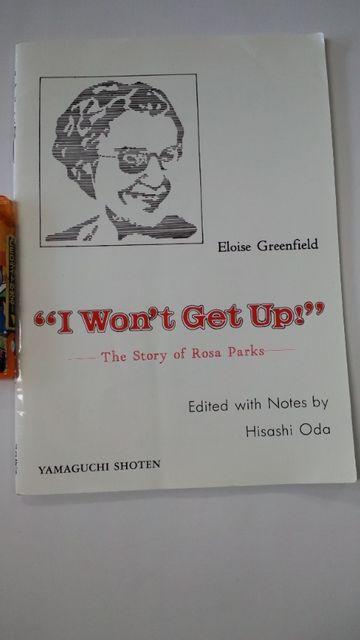 Eloise Greenfield
“I Won't Get Up!”
The Story of Rosa Parks
Edited with Notes by
Hisashi Oda
YAMAGUCHI SHOTEN